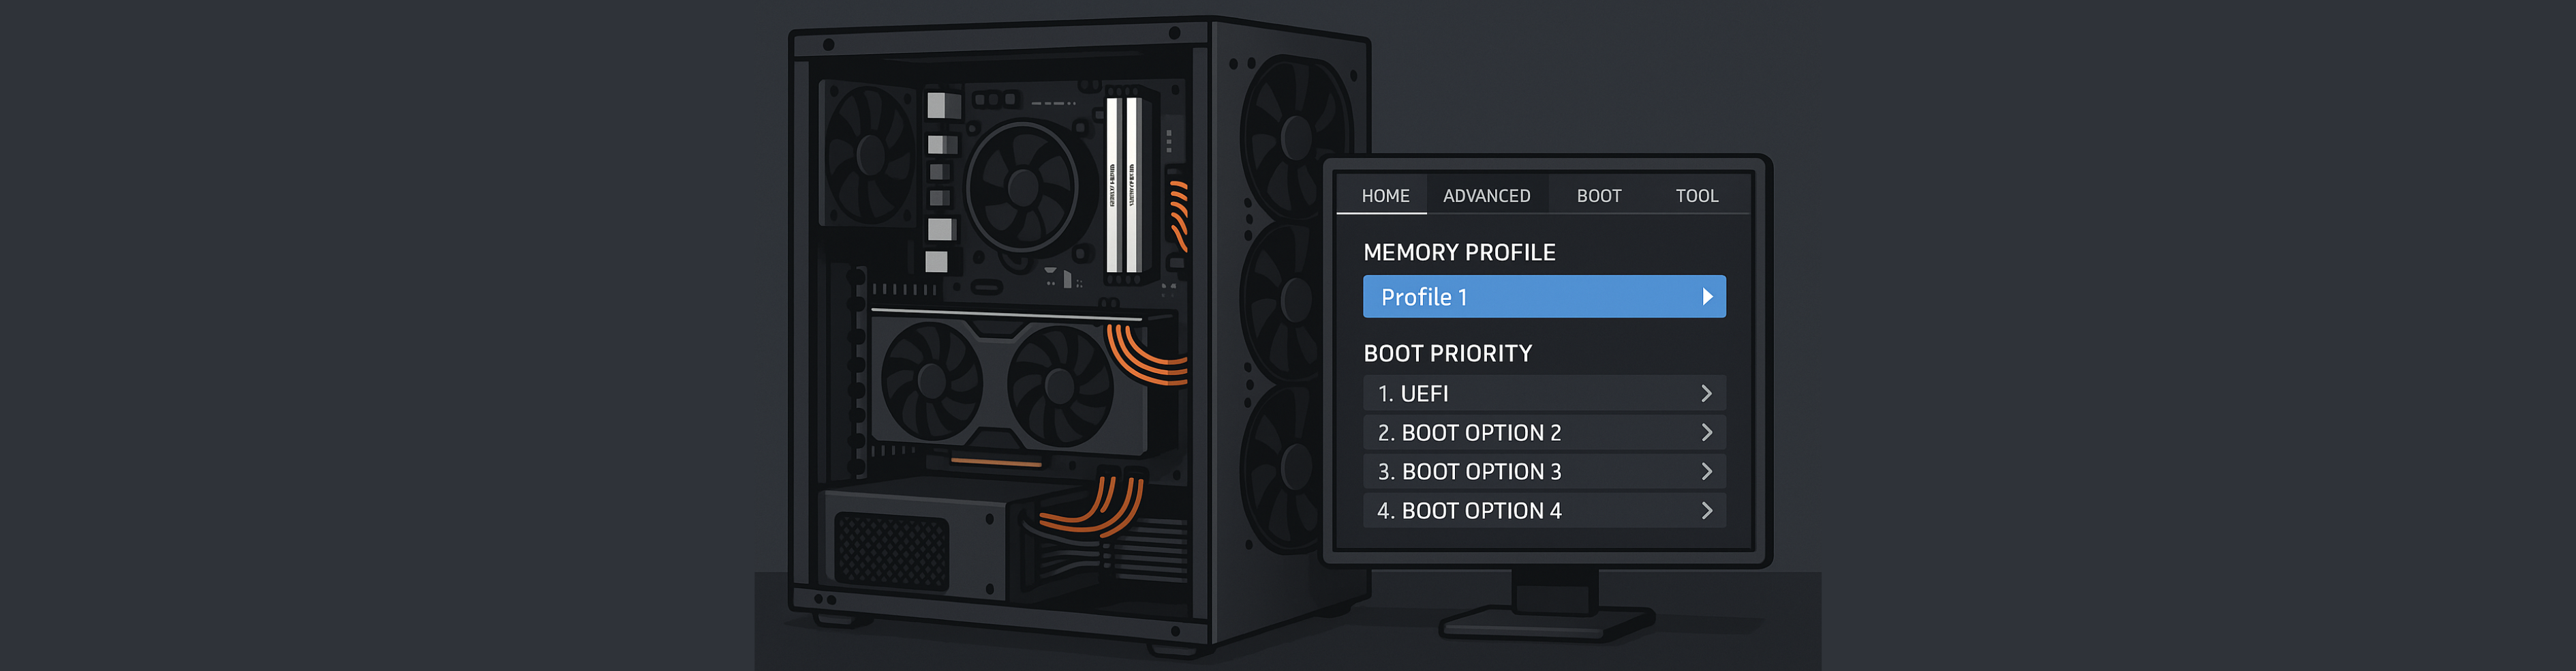 HOME ADVANCED BOOT TOOL
MEMORY PROFILE
Profile 1
BOOT PRIORITY
1. UEFI
2. BOOT OPTION 2
3. BOOT OPTION 3
4. BOOT OPTION 4